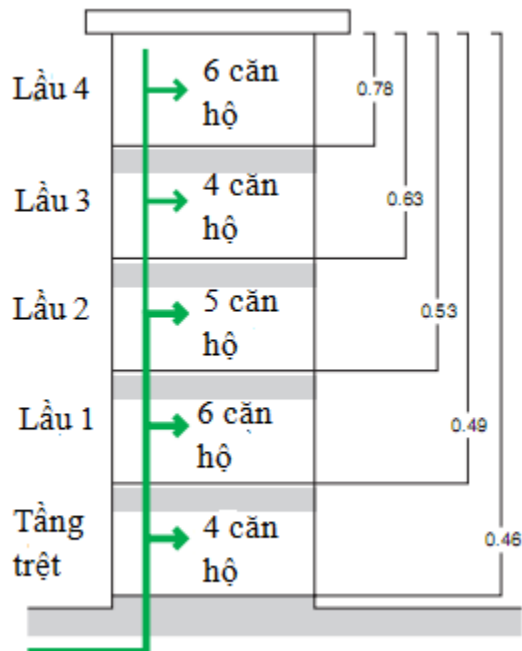 Lầu 4
6 căn
hộ
0.78
Lầu 3
4 căn
hộ
0.63
Lầu 2
5 căn
hộ
0.53
Lầu 1
6 căn
hộ
0.49
Tầng
trệt
4 căn
hộ
0.46